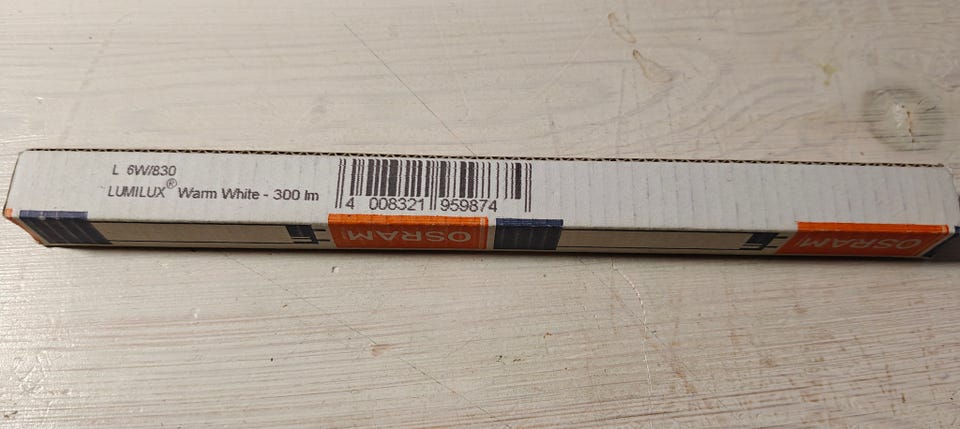 L 6W/830
LUMILUX® Warm White - 300 lm
4 008321 959874
OSRAM
OSRAM